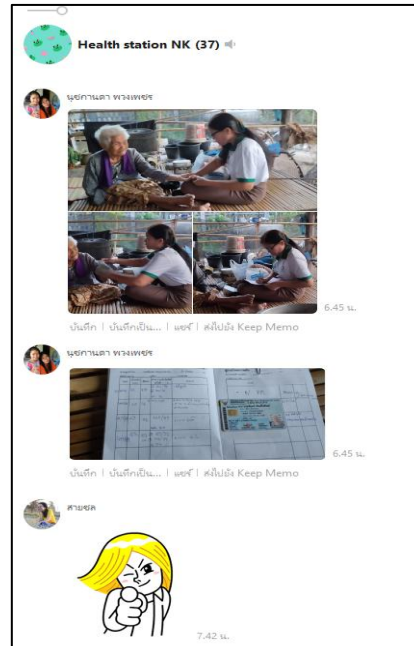 Health station NK (37)
นุชกานดา พวงเพชร
6.45 น.
บันทึก | บันทึกเป็น... | แชร์ | ส่งไปยัง Keep Memo
นุชกานดา พวงเพชร
6.45 น.
บันทึก | บันทึกเป็น... | แชร์ | ส่งไปยัง Keep Memo
สายชล
7.42 น.